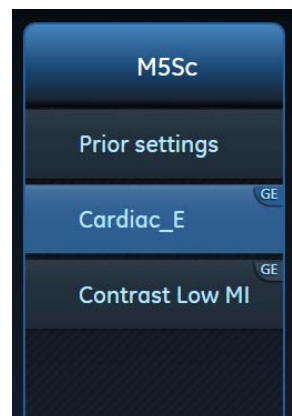 M5Sc
Prior settings
GE
Cardiac_E
GE
Contrast Low MI